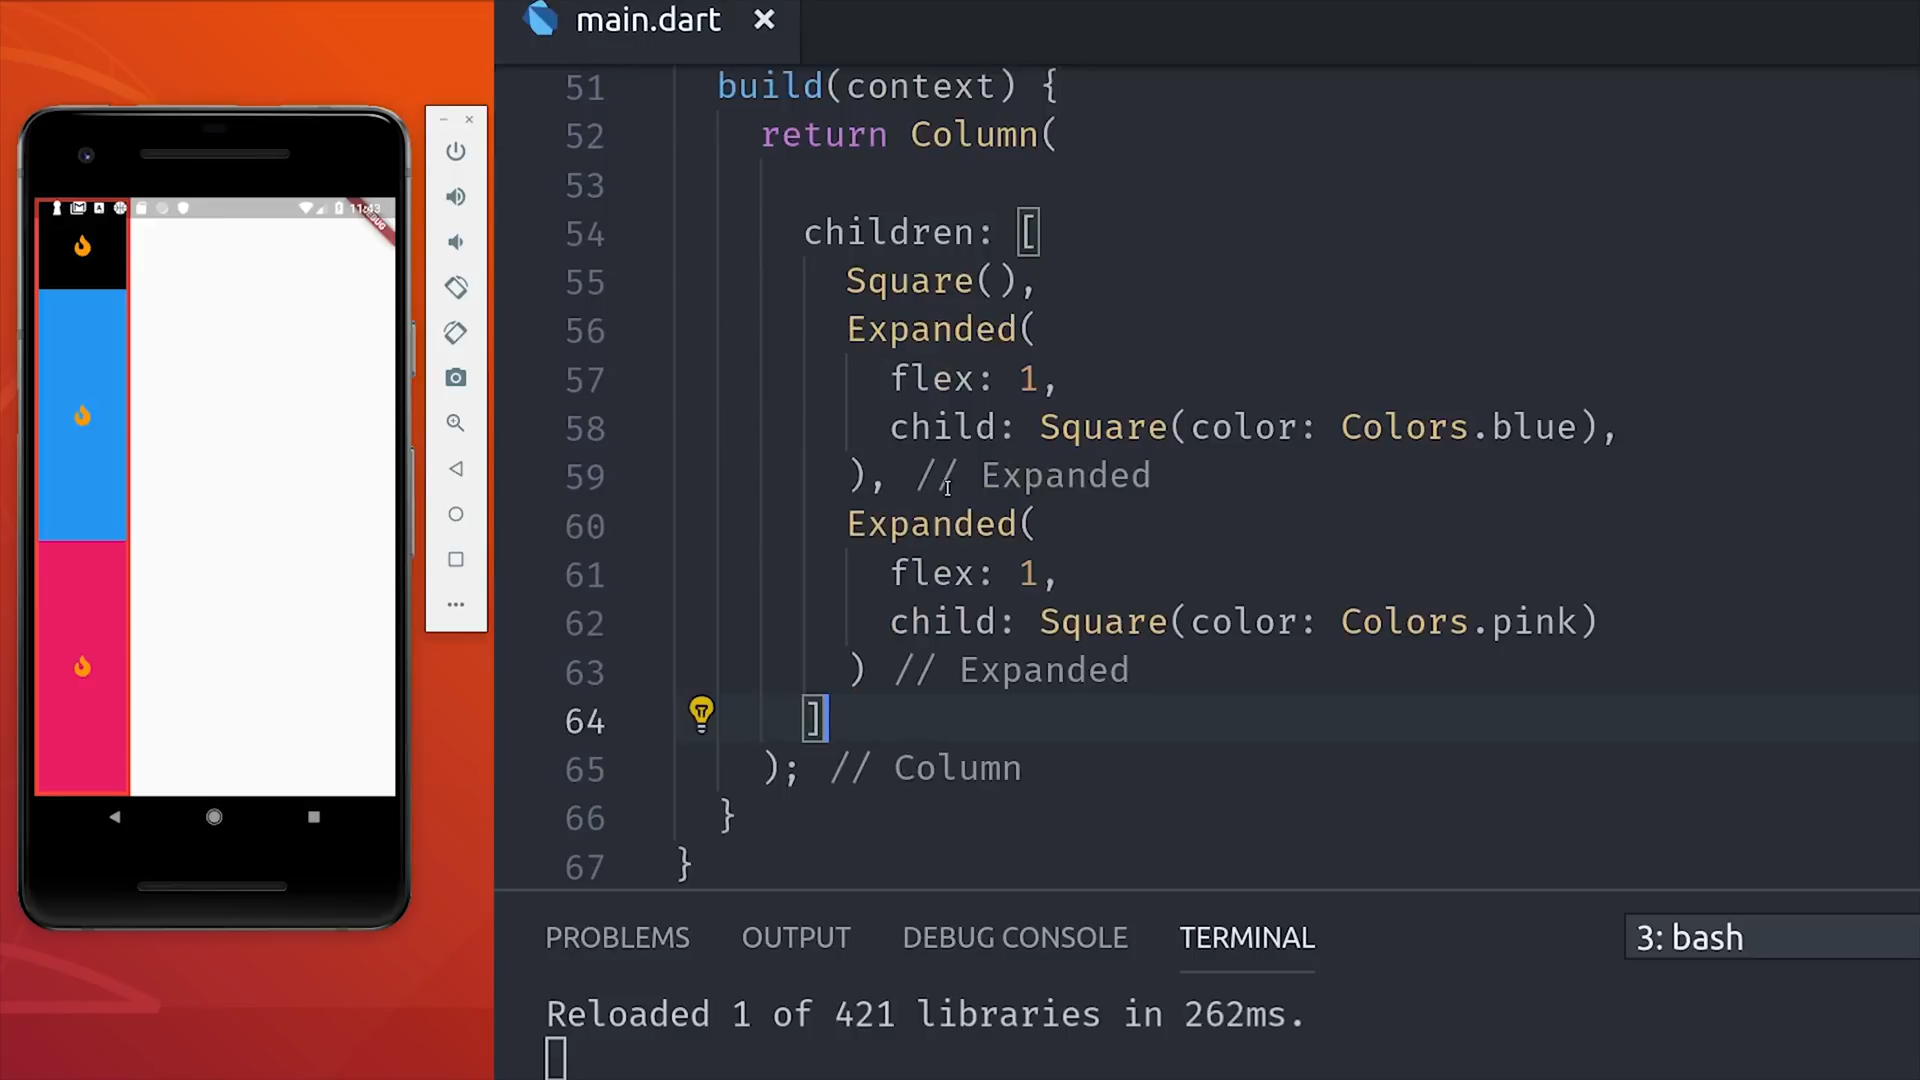 main.dart ×
11:43
DEBUG
51 build(context) {
52 return Column(
53
54 children: [
55 Square(),
56 Expanded(
57 flex: 1,
58 child: Square(color: Colors.blue),
59 ), // Expanded
60 Expanded(
61 flex: 1,
62 child: Square(color: Colors.pink)
63 ) // Expanded
64 ]
65 ); // Column
66 }
67 }
PROBLEMS OUTPUT DEBUG CONSOLE TERMINAL 3: bash
Reloaded 1 of 421 libraries in 262ms.